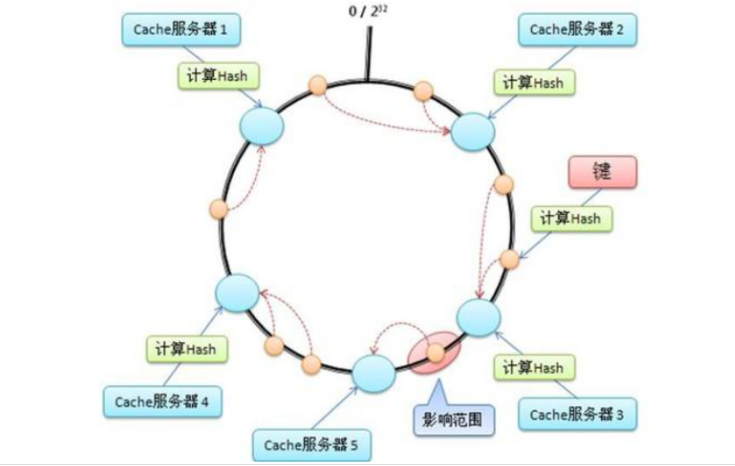 0 / 2³²
Cache服务器 1
Cache服务器 2
计算Hash
计算Hash
键
计算Hash
计算Hash
计算Hash
Cache服务器 4
影响范围
Cache服务器 3
Cache服务器 5